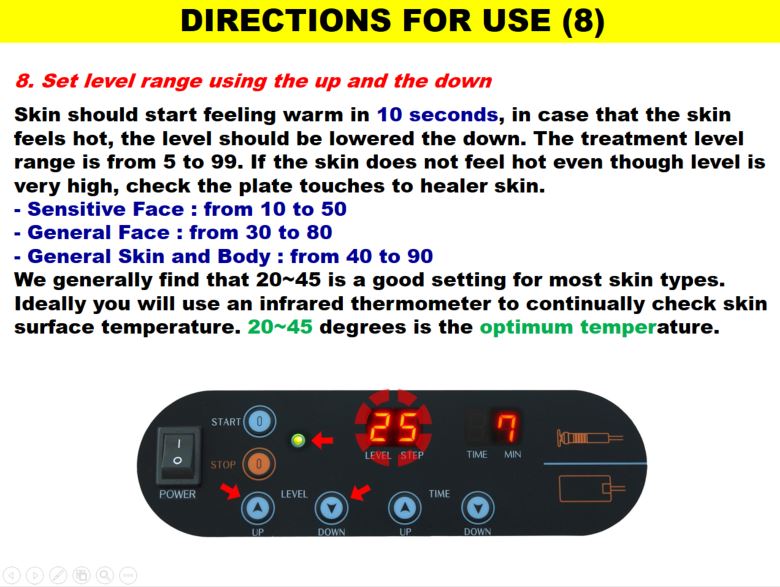 DIRECTIONS FOR USE (8)
8. Set level range using the up and the down
Skin should start feeling warm in 10 seconds, in case that the skin
feels hot, the level should be lowered the down. The treatment level
range is from 5 to 99. If the skin does not feel hot even though level is
very high, check the plate touches to healer skin.
- Sensitive Face : from 10 to 50
- General Face : from 30 to 80
- General Skin and Body : from 40 to 90
We generally find that 20~45 is a good setting for most skin types.
Ideally you will use an infrared thermometer to continually check skin
surface temperature. 20~45 degrees is the optimum temperature.
START
25
7
LEVEL STEP
TIME MIN
STOP
POWER
LEVEL
TIME
UP
DOWN
UP
DOWN